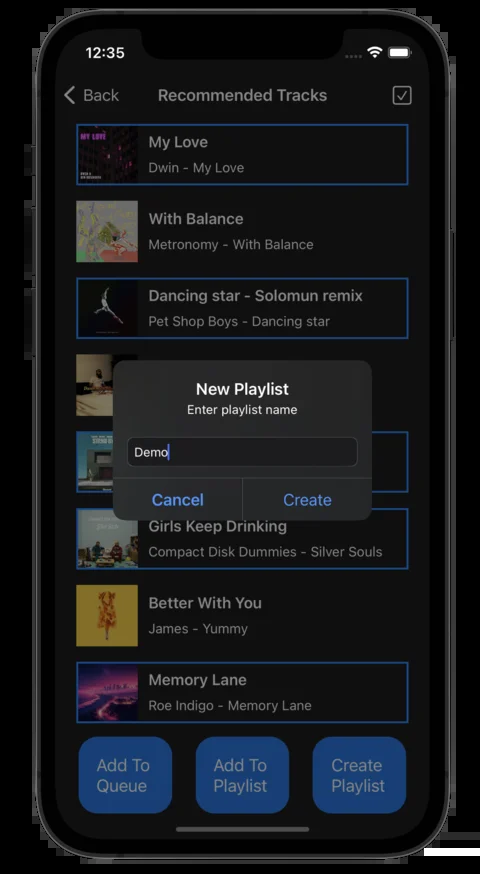 12:35
Back
Recommended Tracks
MY LOVE
My Love
Dwin - My Love
With Balance
Metronomy - With Balance
Dancing star - Solomun remix
Pet Shop Boys - Dancing star
New Playlist
Enter playlist name
Demo
Cancel
Create
Girls Keep Drinking
Compact Disk Dummies - Silver Souls
Better With You
James - Yummy
Memory Lane
Roe Indigo - Memory Lane
Add To
Queue
Add To
Playlist
Create
Playlist